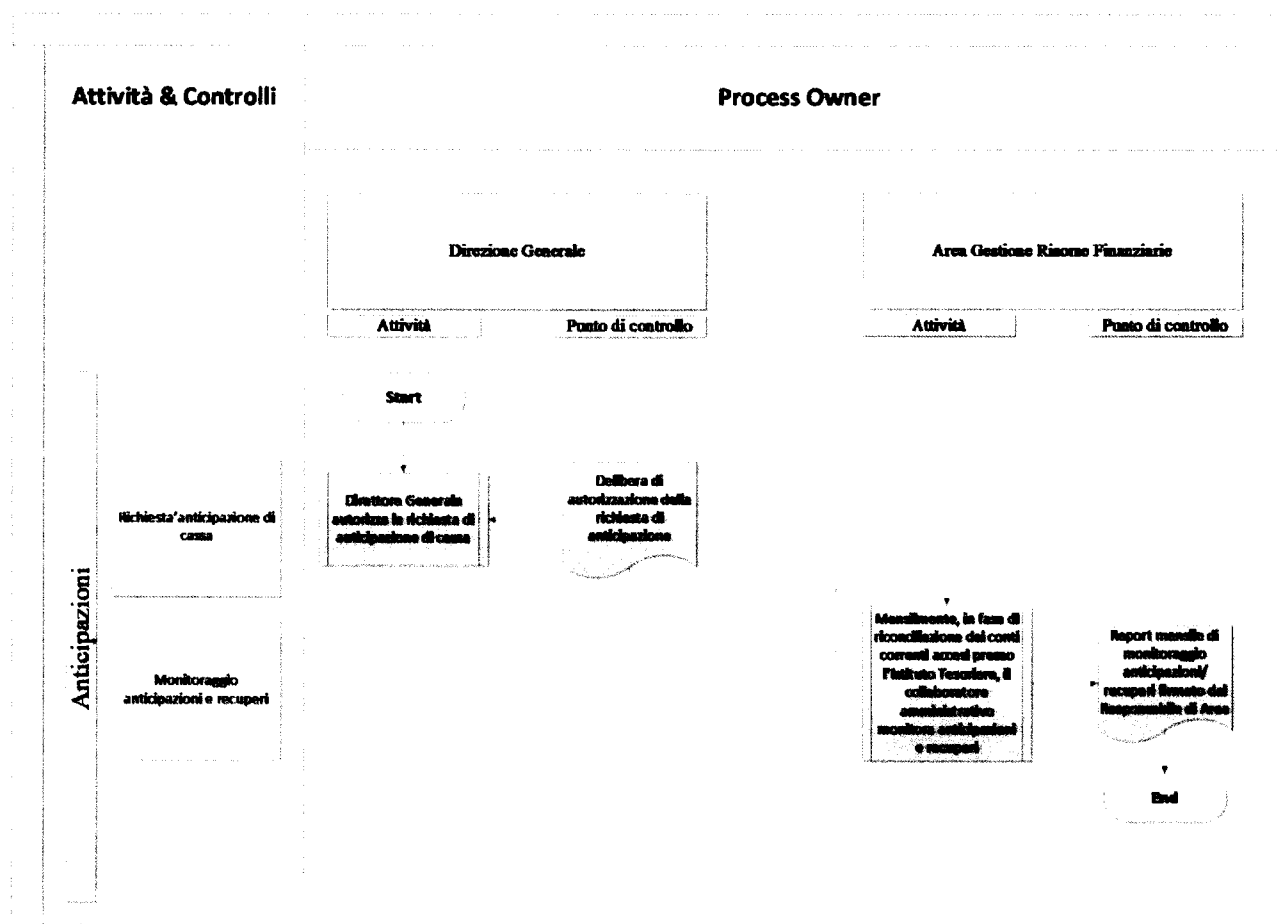 Attività & Controlli
Process Owner
Direzione Generale
Area Gestione Risorse Finanziarie
Attività
Punto di controllo
Attività
Punto di controllo
Start
Anticipazioni
Richiesta'anticipazione di
cassa
Direttore Generale
autorizza la richiesta di
anticipazione di cassa
Delibera di
autorizzazione della
richiesta di
anticipazione
Monitoraggio
anticipazioni e recuperi
Mensilmente, in fase di
riconciliazione dei conti
correnti accesi presso
l'Istituto Tesoriere, il
collaboratore
amministrativo
monitora anticipazioni
e recuperi
Report mensile di
monitoraggio
anticipazioni/
recuperi firmato dal
Responsabile di Area
End